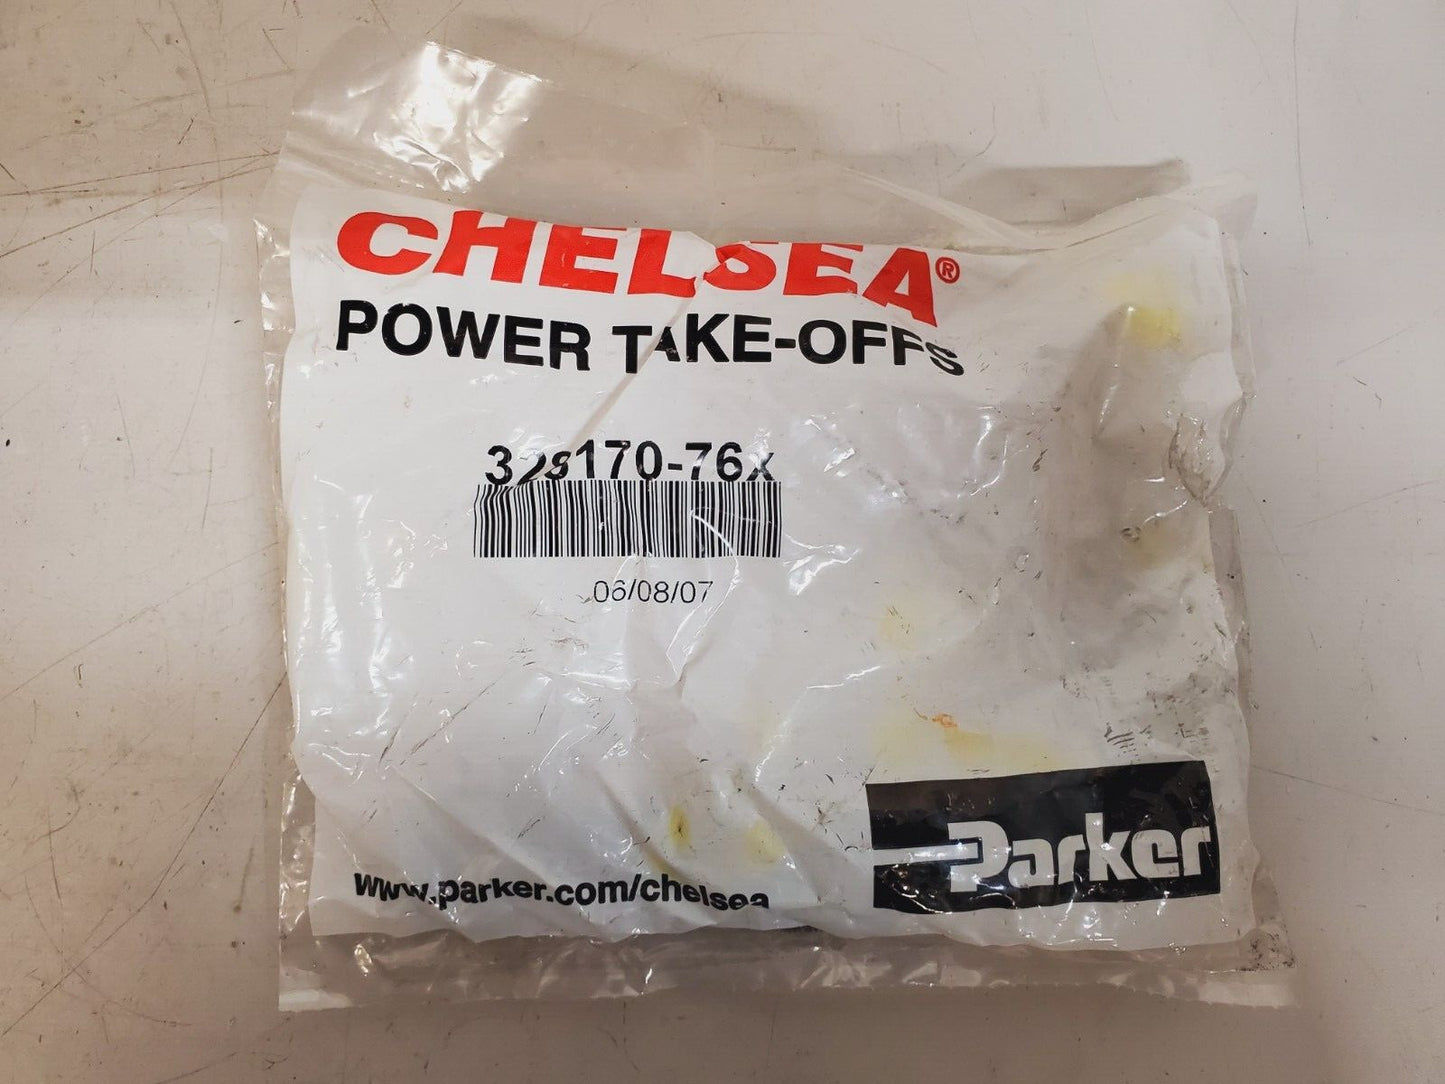 CHELSEA®
POWER TAKE-OFFS
328170-76X
06/08/07
www.parker.com/chelsea
Parker